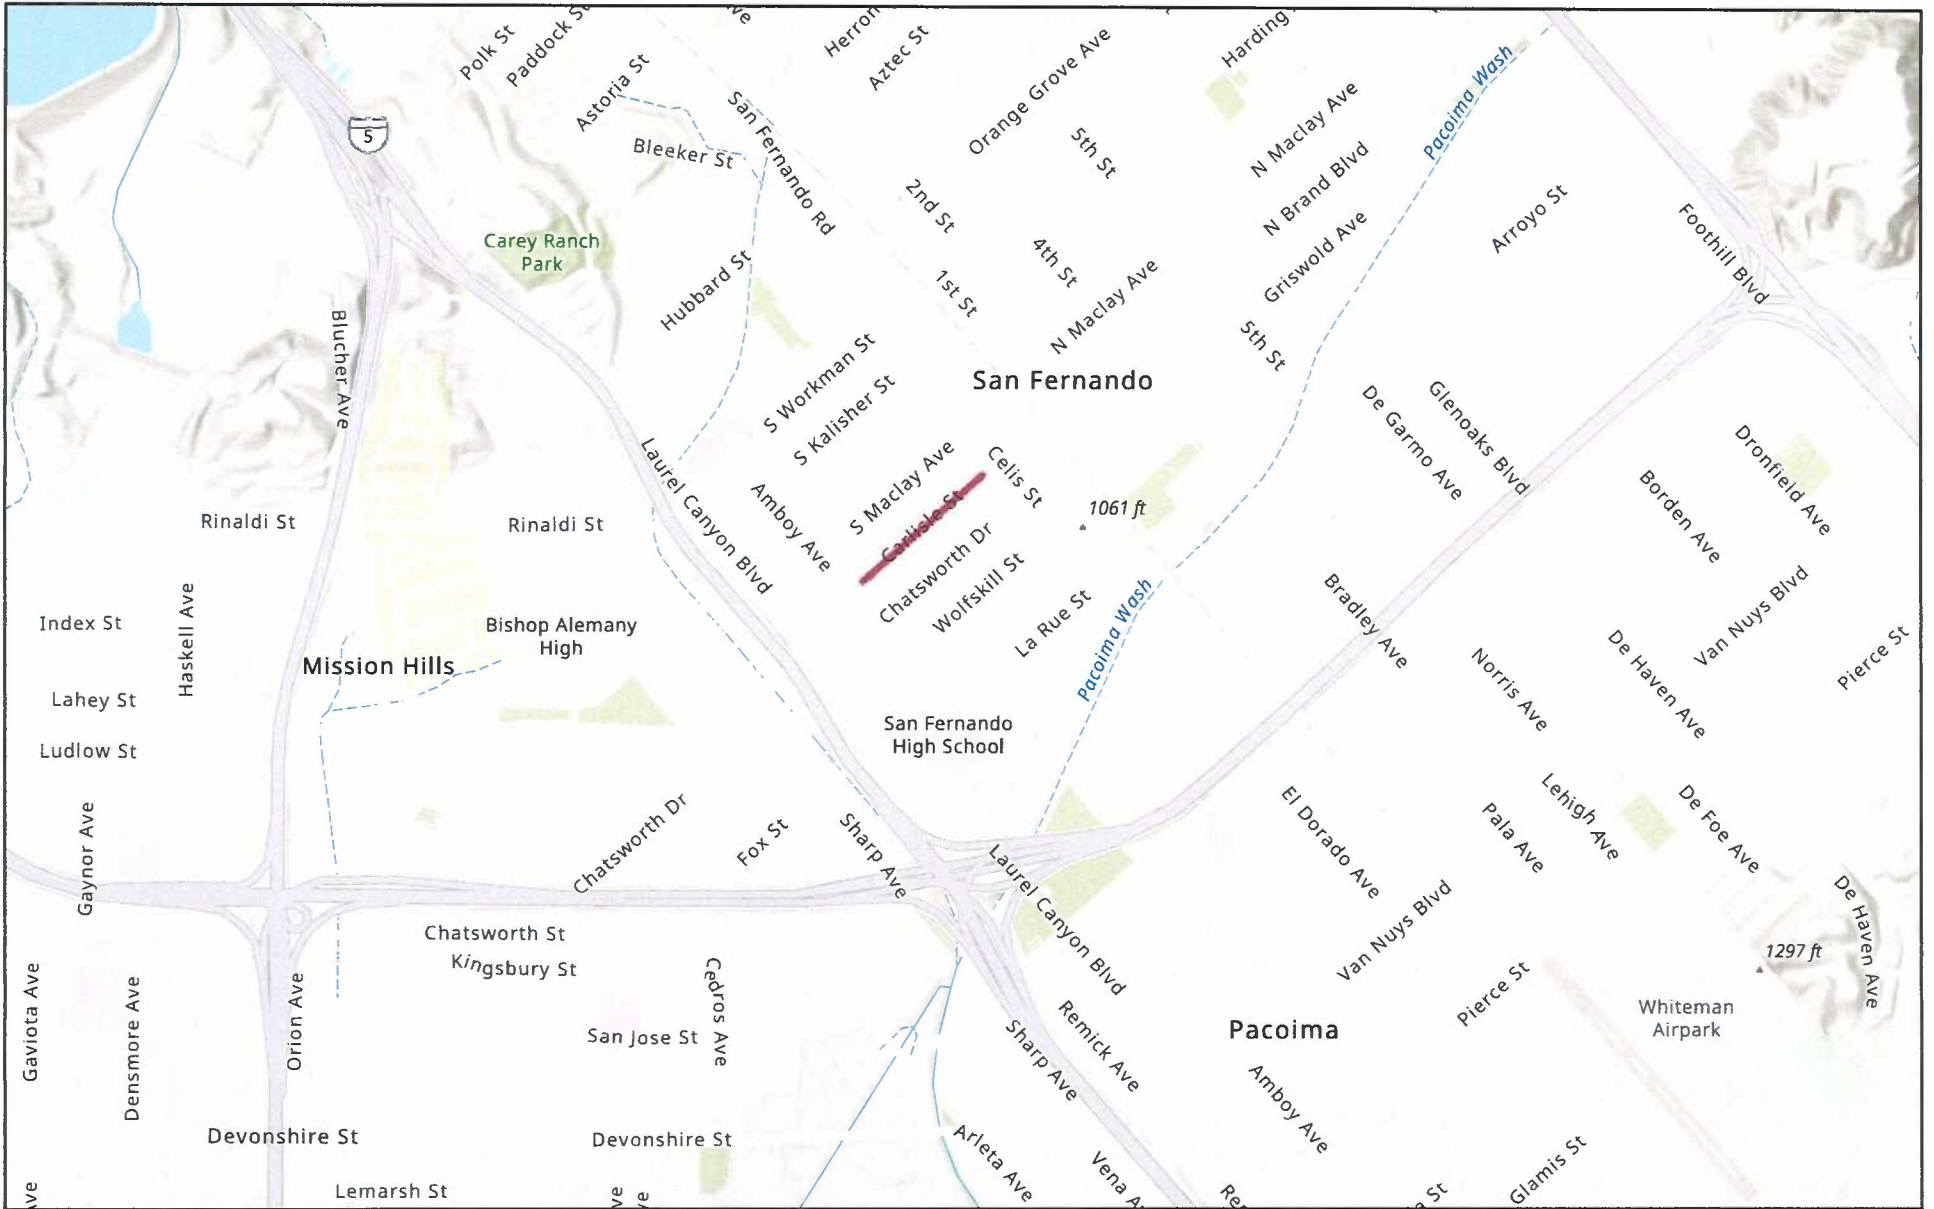 Polk St
Paddock St
Astoria St
San Fernando Rd
Herron
Aztec St
Orange Grove Ave
5th St
Harding
N Maclay Ave
N Brand Blvd
Griswold Ave
Pacoima Wash
Arroyo St
Foothill Blvd
5
Bleeker St
Carey Ranch
Park
Hubbard St
2nd St
1st St
4th St
N Maclay Ave
5th St
Blucher Ave
S Workman St
S Kalisher St
San Fernando
De Garmo Ave
Glenoaks Blvd
Dronfield Ave
Borden Ave
Laurel Canyon Blvd
Amboy Ave
S Maclay Ave
Carlisle St
Celis St
1061 ft
Chatsworth Dr
Wolfskill St
La Rue St
Pacoima Wash
Bradley Ave
Rinaldi St
Rinaldi St
Index St
Haskell Ave
Bishop Alemany
High
Mission Hills
Lahey St
Ludlow St
San Fernando
High School
Norris Ave
De Haven Ave
Van Nuys Blvd
Pierce St
Gaynor Ave
Chatsworth Dr
Fox St
Sharp Ave
Laurel Canyon Blvd
El Dorado Ave
Pala Ave
Lehigh Ave
De Foe Ave
De Haven Ave
Van Nuys Blvd
Chatsworth St
Kingsbury St
Cedros Ave
San Jose St
Gaviota Ave
Densmore Ave
Orion Ave
Sharp Ave
Remick Ave
Pacoima
Pierce St
1297 ft
Whiteman
Airpark
Amboy Ave
Devonshire St
Devonshire St
Lemarsh St
Arleta Ave
Vena A
Glamis St